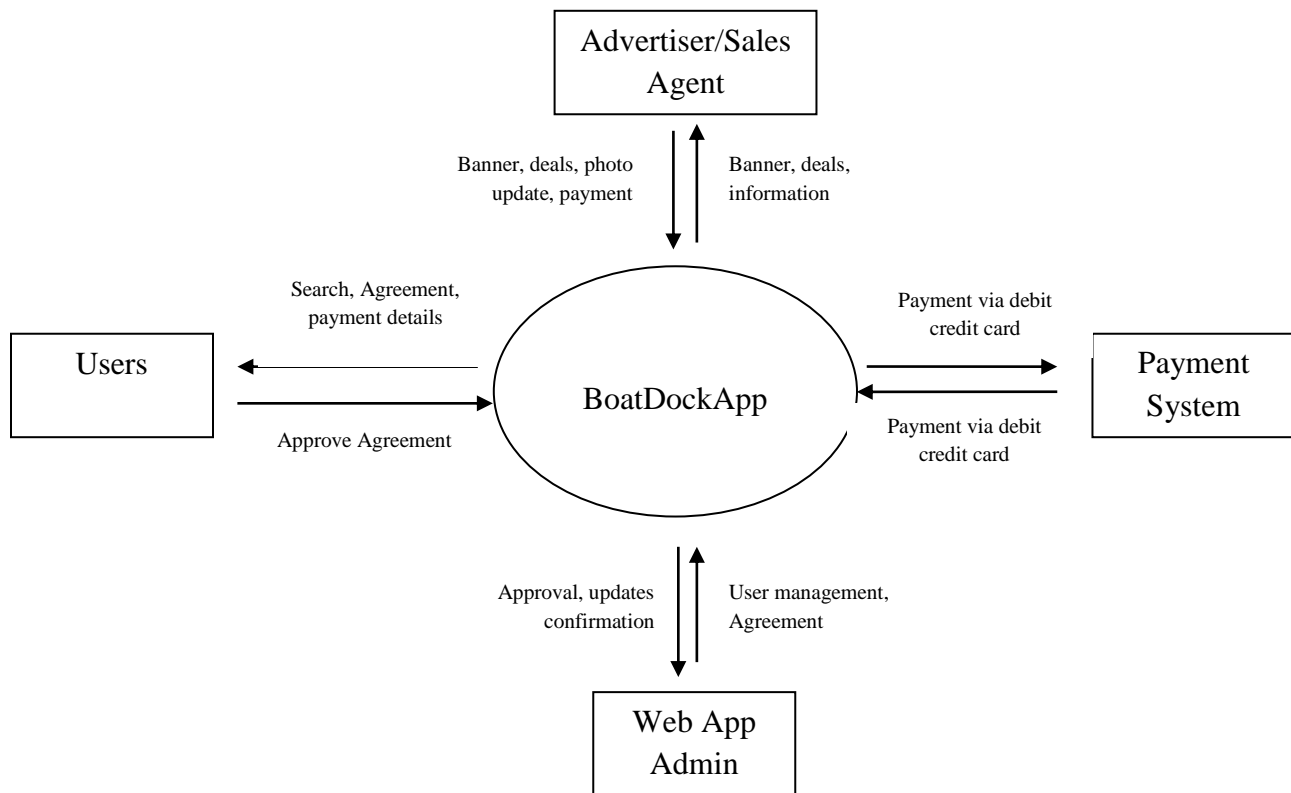 Advertiser/Sales
Agent
Banner, deals, photo
update, payment
Banner, deals,
information
Search, Agreement,
payment details
Payment via debit
credit card
Users
BoatDockApp
Payment
System
Approve Agreement
Payment via debit
credit card
Approval, updates
confirmation
User management,
Agreement
Web App
Admin